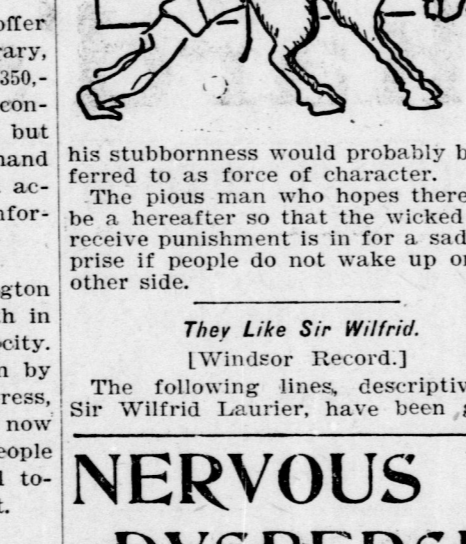 offer
rary,
350,-
con-
but
hand
ac-
nfor-
gton
h in
city.
n by
ress,
now
eople
l to-
t.
his stubbornness would probably b
ferred to as force of character.
The pious man who hopes there
be a hereafter so that the wicked
receive punishment is in for a sad
prise if people do not wake up on
other side.
They Like Sir Wilfrid.
[Windsor Record.]
The following lines, descriptiv
Sir Wilfrid Laurier, have been
NERVOUS